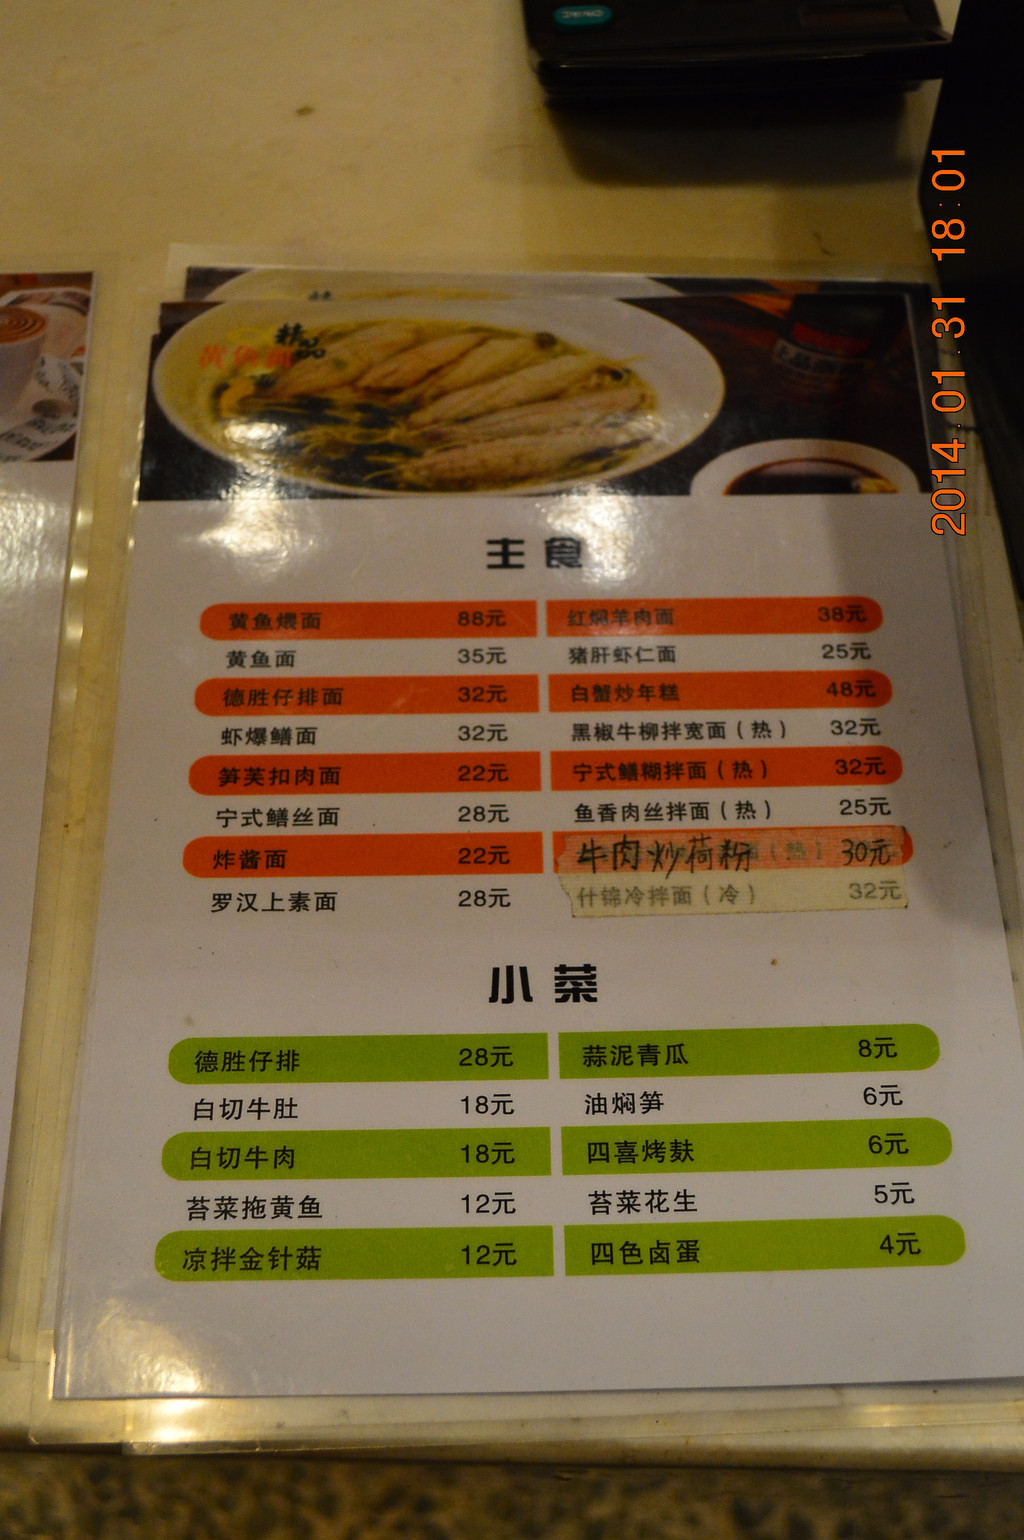 精品
黄鱼面
主食
黄鱼煨面 88元 红焖羊肉面 38元
黄鱼面 35元 猪肝虾仁面 25元
德胜仔排面 32元 白蟹炒年糕 48元
虾爆鳝面 32元 黑椒牛柳拌宽面（热） 32元
笋芙扣肉面 22元 宁式鳝糊拌面（热） 32元
宁式鳝丝面 28元 鱼香肉丝拌面（热） 25元
炸酱面 22元 牛肉炒荷粉 30元
罗汉上素面 28元 什锦冷拌面（冷） 32元
小菜
德胜仔排 28元 蒜泥青瓜 8元
白切牛肚 18元 油焖笋 6元
白切牛肉 18元 四喜烤麸 6元
苔菜拖黄鱼 12元 苔菜花生 5元
凉拌金针菇 12元 四色卤蛋 4元
2014.01.31 18:01